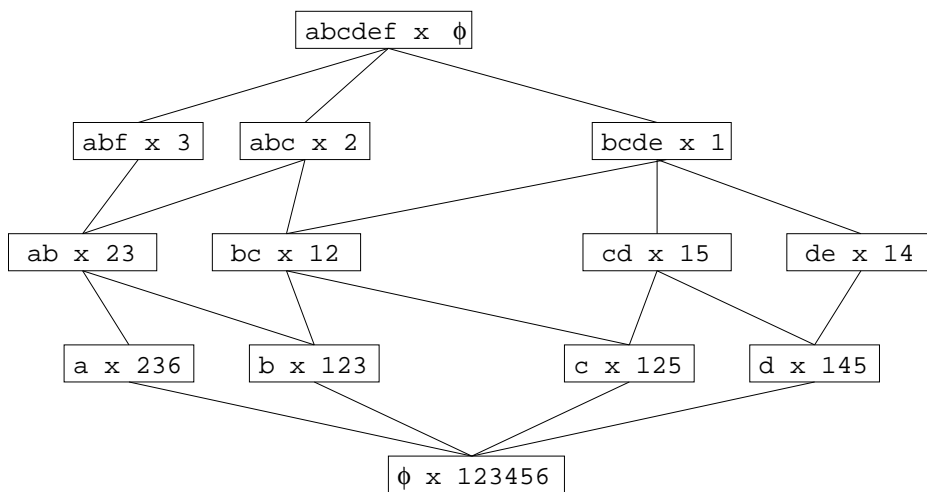 abcdef x ϕ
abf x 3
abc x 2
bcde x 1
ab x 23
bc x 12
cd x 15
de x 14
a x 236
b x 123
c x 125
d x 145
ϕ x 123456